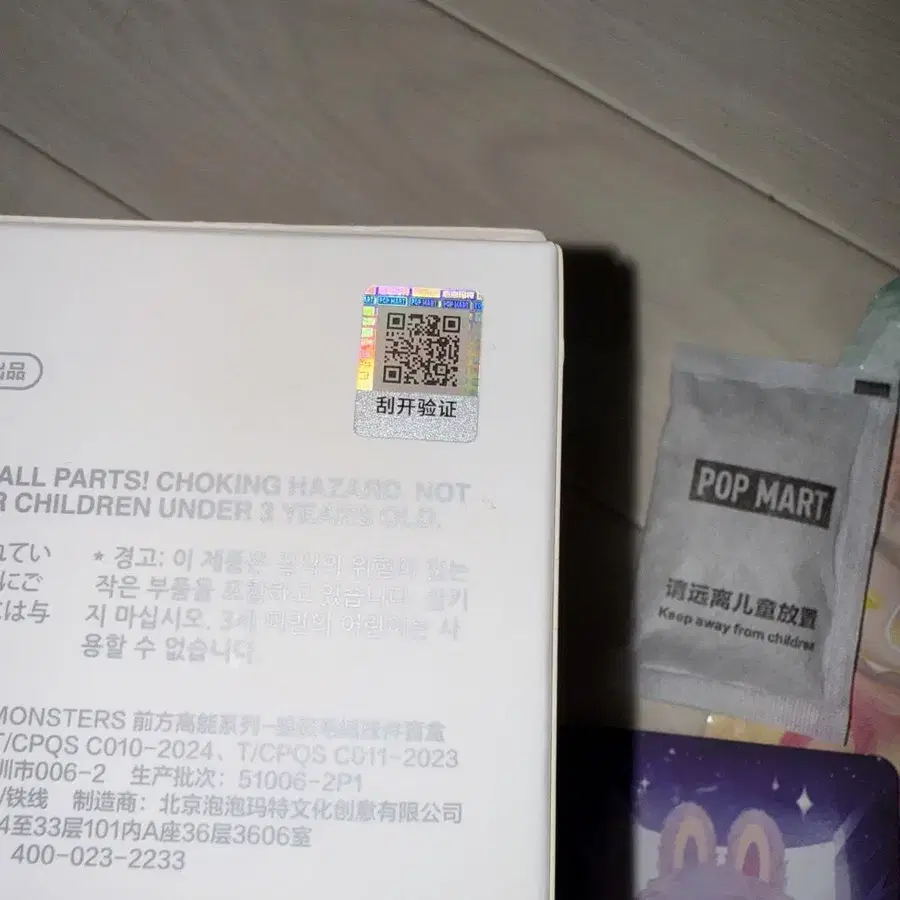 出品
POP MART
刮开验证
ALL PARTS! CHOKING HAZARD. NOT
R CHILDREN UNDER 3 YEARS OLD.
れてい
にご
は与
* 경고: 이 제품은 질식의 위험이 있는
작은 부품을 포함하고 있습니다. 삼키
지 마십시오. 3세 미만의 어린이는 사
용할 수 없습니다.
MONSTERS 前方高能系列-
T/CPQS C010-2024、T/CPQS C011-2023
圳市006-2 生产批次：51006-2P1
/铁线 制造商：北京泡泡玛特文化创意有限公司
4至33层101内A座36层3606室
400-023-2233
POP MART
请远离儿童放置
Keep away from children